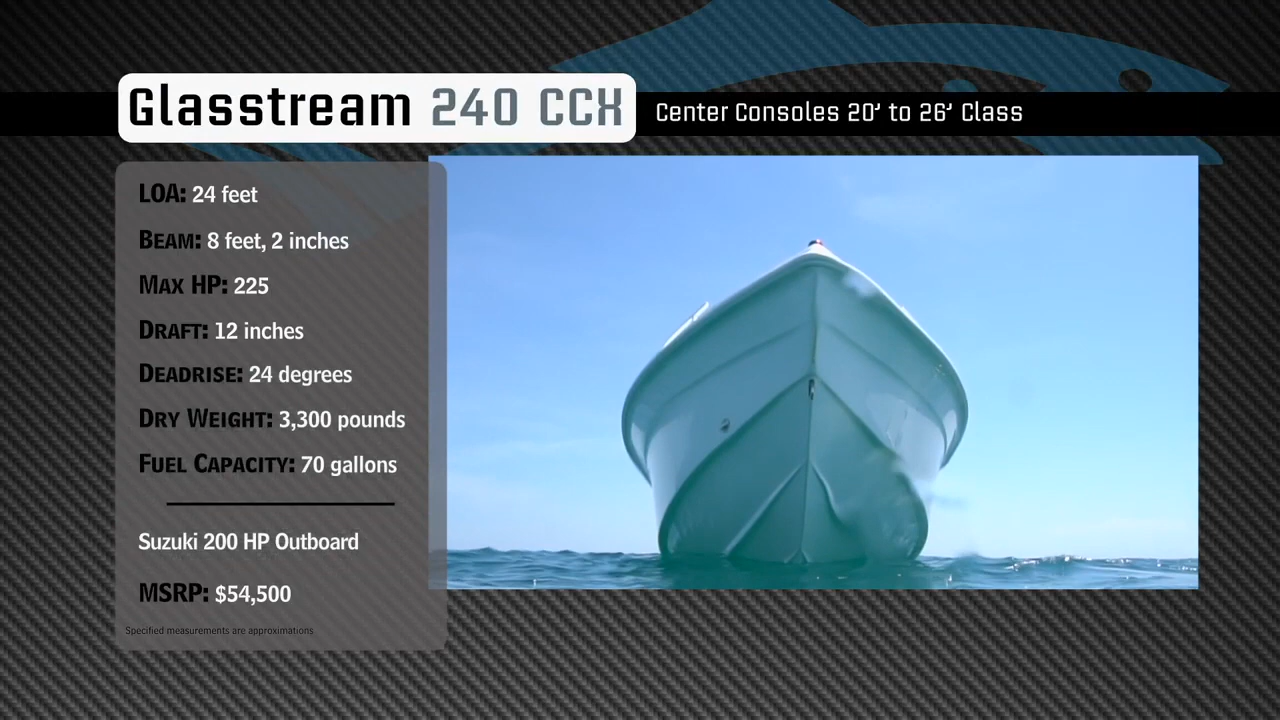 Glasstream 240 CCX
Center Consoles 20' to 26' Class
LOA: 24 feet
Beam: 8 feet, 2 inches
Max HP: 225
Draft: 12 inches
Deadrise: 24 degrees
Dry Weight: 3,300 pounds
Fuel Capacity: 70 gallons
Suzuki 200 HP Outboard
MSRP: $54,500
Specified measurements are approximations